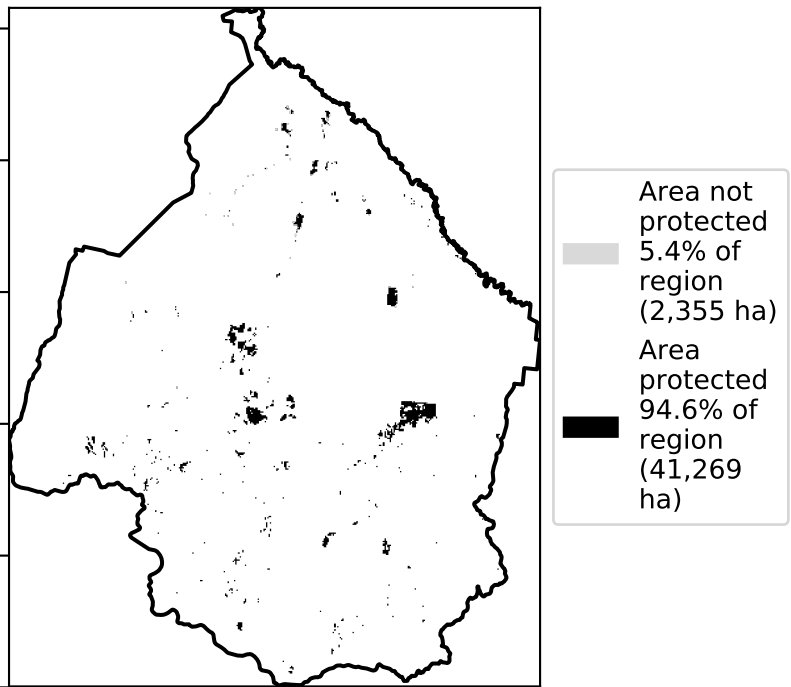 Area not
protected
5.4% of
region
(2,355 ha)
Area
protected
94.6% of
region
(41,269
ha)